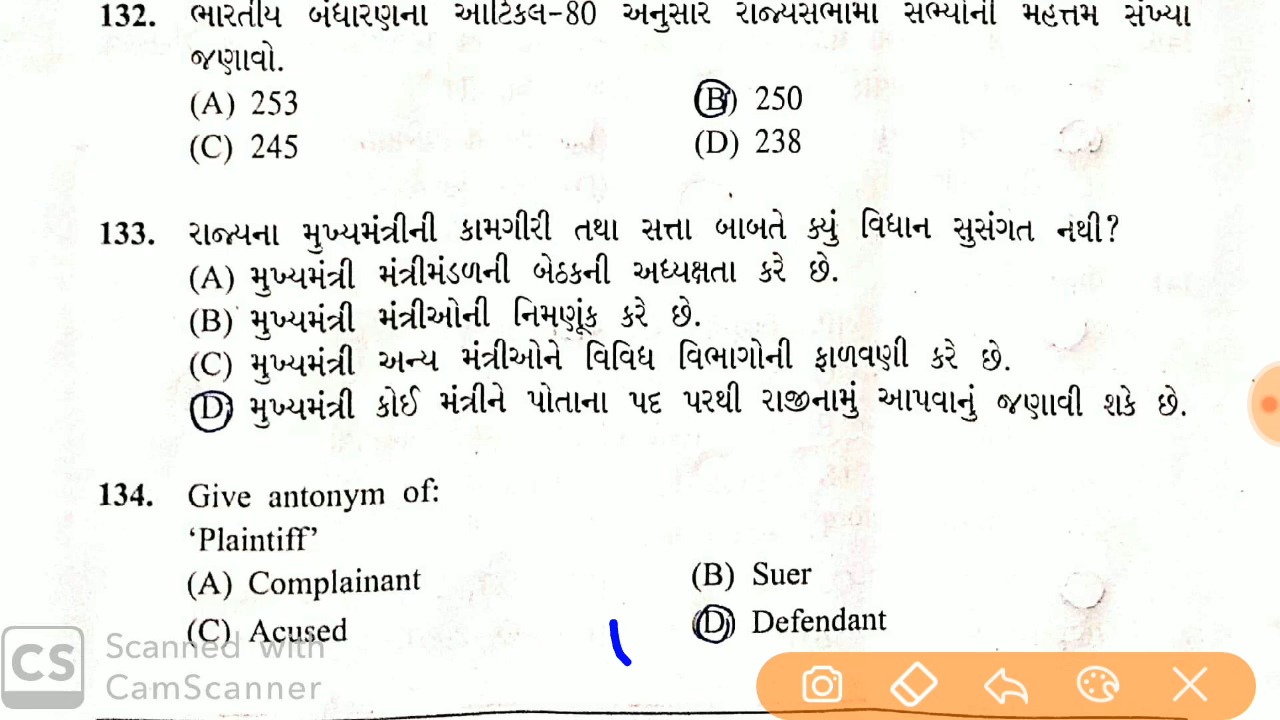 132. ભારતીય બંધારણના આર્ટિકલ-80 અનુસાર રાજ્યસભામાં સભ્યોની મહત્તમ સંખ્યા
જણાવો.
(A) 253 (B) 250
(C) 245 (D) 238
133. રાજ્યના મુખ્યમંત્રીની કામગીરી તથા સત્તા બાબતે ક્યું વિધાન સુસંગત નથી?
(A) મુખ્યમંત્રી મંત્રીમંડળની બેઠકની અધ્યક્ષતા કરે છે.
(B) મુખ્યમંત્રી મંત્રીઓની નિમણૂંક કરે છે.
(C) મુખ્યમંત્રી અન્ય મંત્રીઓને વિવિધ વિભાગોની ફાળવણી કરે છે.
(D) મુખ્યમંત્રી કોઈ મંત્રીને પોતાના પદ પરથી રાજીનામું આપવાનું જણાવી શકે છે.
134. Give antonym of:
‘Plaintiff’
(A) Complainant (B) Suer
(C) Acused (D) Defendant
CS Scanned with
CamScanner